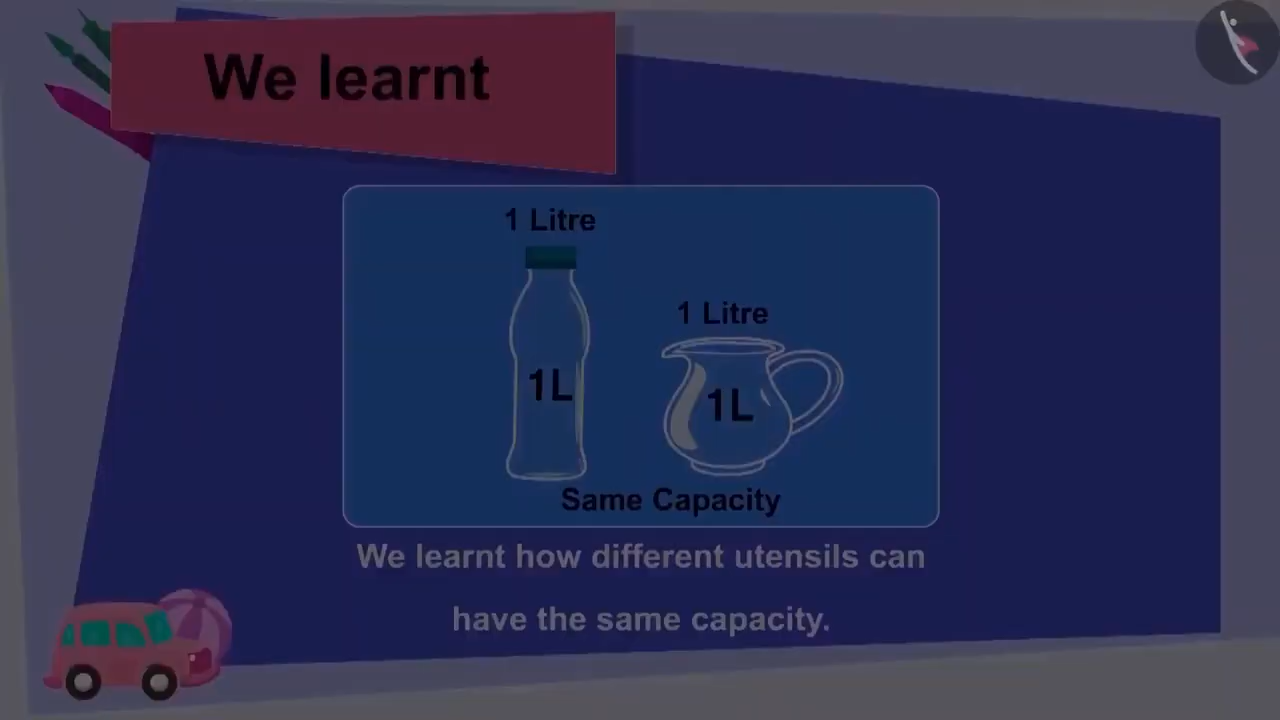 We learnt
1 Litre
1 Litre
1L
1L
Same Capacity
We learnt how different utensils can
have the same capacity.